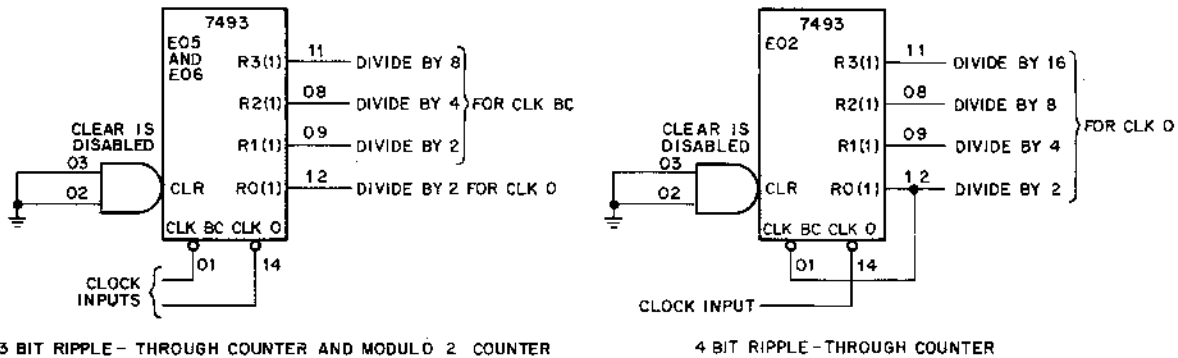 7493
E05
AND
E06
R3(1)
11
DIVIDE BY 8
R2(1)
08
DIVIDE BY 4
FOR CLK BC
R1(1)
09
DIVIDE BY 2
CLEAR IS
DISABLED
03
02
CLR
R0(1)
12
DIVIDE BY 2 FOR CLK 0
CLK BC CLK 0
01
14
CLOCK
INPUTS
3 BIT RIPPLE-THROUGH COUNTER AND MODULO 2 COUNTER
7493
E02
R3(1)
11
DIVIDE BY 16
R2(1)
08
DIVIDE BY 8
FOR CLK 0
R1(1)
09
DIVIDE BY 4
CLEAR IS
DISABLED
03
02
CLR
R0(1)
12
DIVIDE BY 2
CLK BC CLK 0
01
14
CLOCK INPUT
4 BIT RIPPLE-THROUGH COUNTER